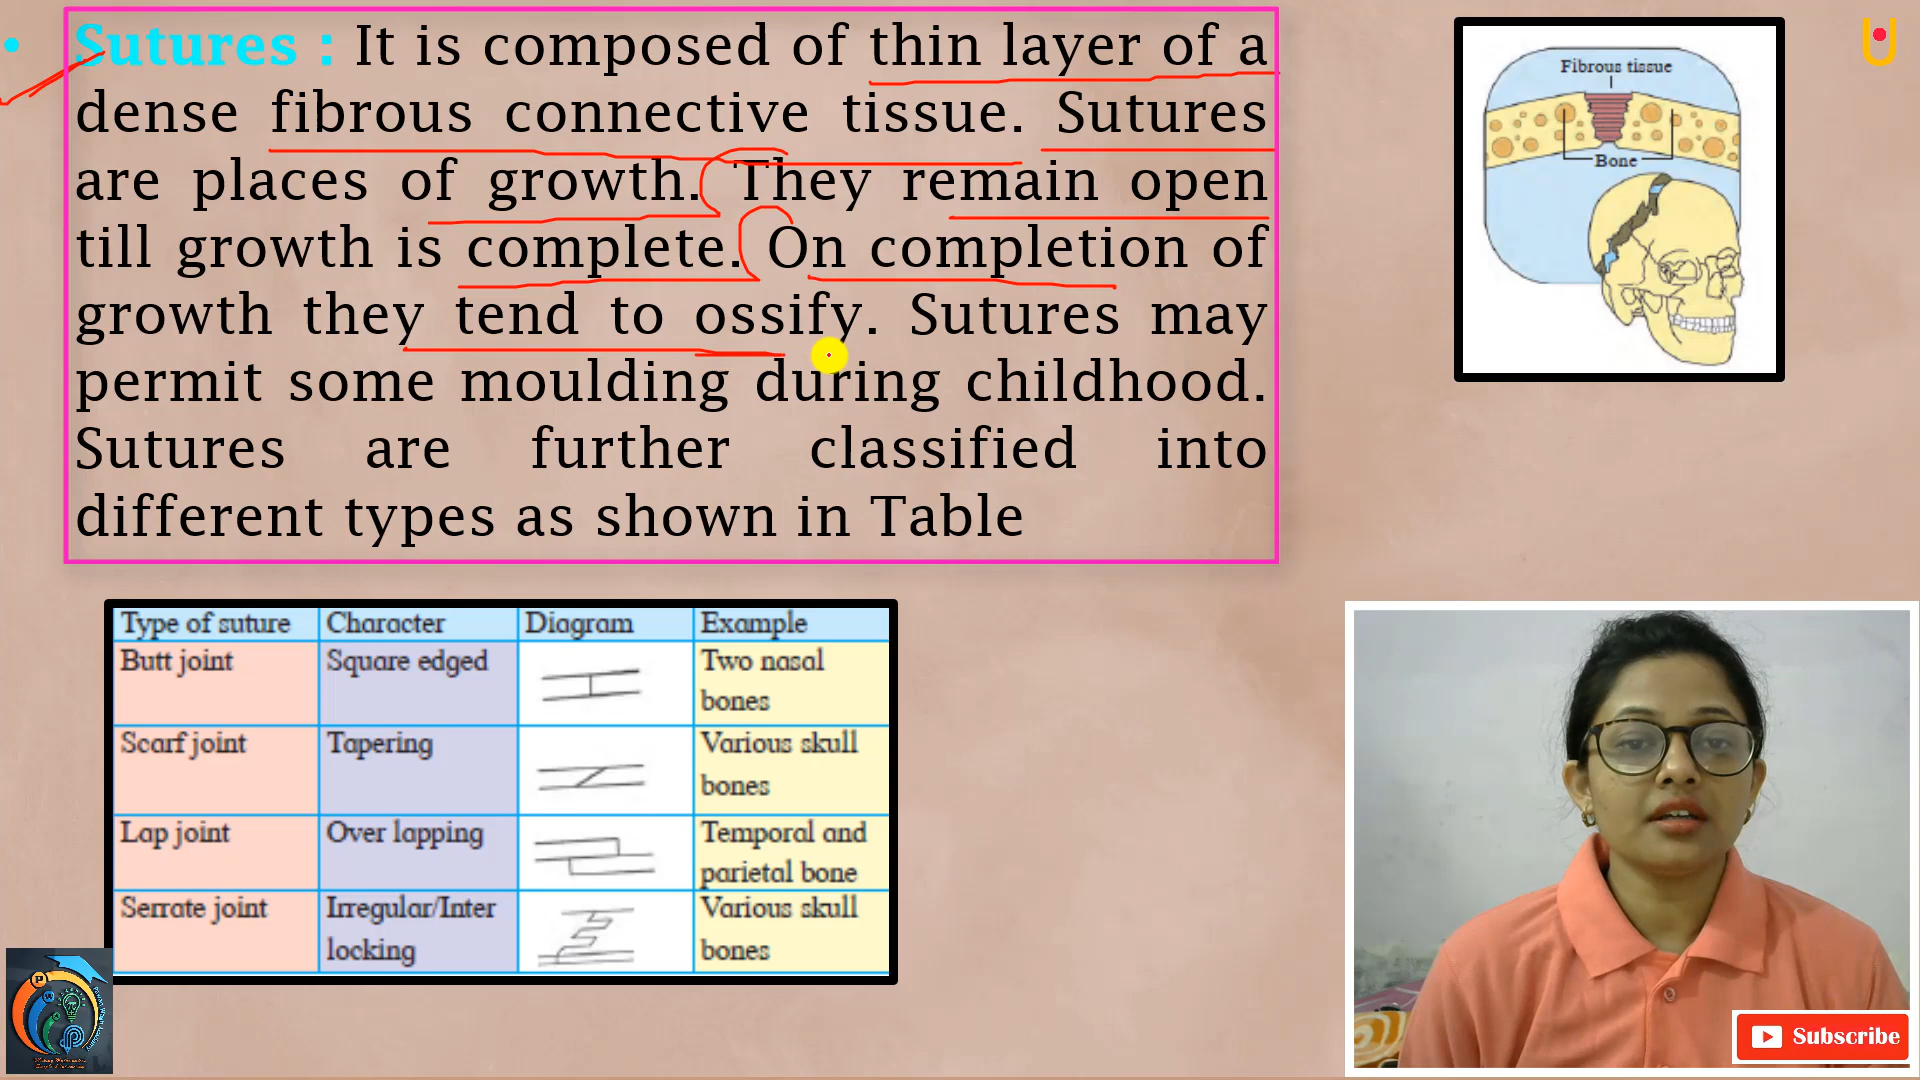 • Sutures : It is composed of thin layer of a
dense fibrous connective tissue. Sutures
are places of growth. They remain open
till growth is complete. On completion of
growth they tend to ossify. Sutures may
permit some moulding during childhood.
Sutures are further classified into
different types as shown in Table
Fibrous tissue
Bone
Type of suture Character Diagram Example
Butt joint Square edged Two nasal
bones
Scarf joint Tapering Various skull
bones
Lap joint Over lapping Temporal and
parietal bone
Serrate joint Irregular/Inter Various skull
locking bones
Subscribe